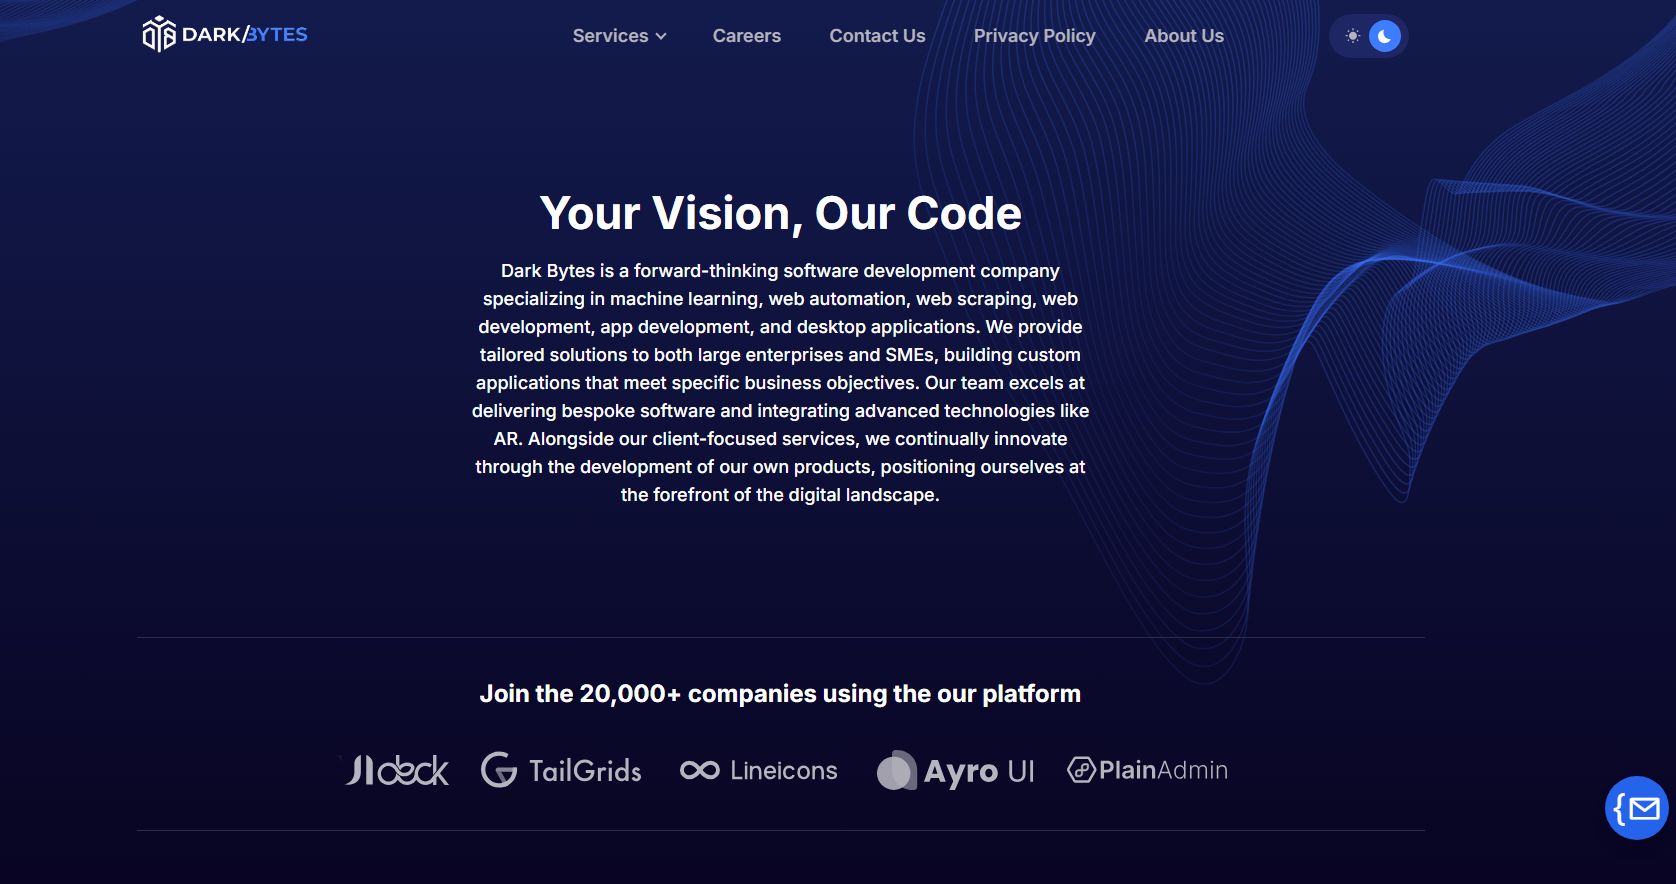 DARK/BYTES
Services
Careers
Contact Us
Privacy Policy
About Us
Your Vision, Our Code
Dark Bytes is a forward-thinking software development company
specializing in machine learning, web automation, web scraping, web
development, app development, and desktop applications. We provide
tailored solutions to both large enterprises and SMEs, building custom
applications that meet specific business objectives. Our team excels at
delivering bespoke software and integrating advanced technologies like
AR. Alongside our client-focused services, we continually innovate
through the development of our own products, positioning ourselves at
the forefront of the digital landscape.
Join the 20,000+ companies using the our platform
deck
TailGrids
Lineicons
Ayro UI
PlainAdmin